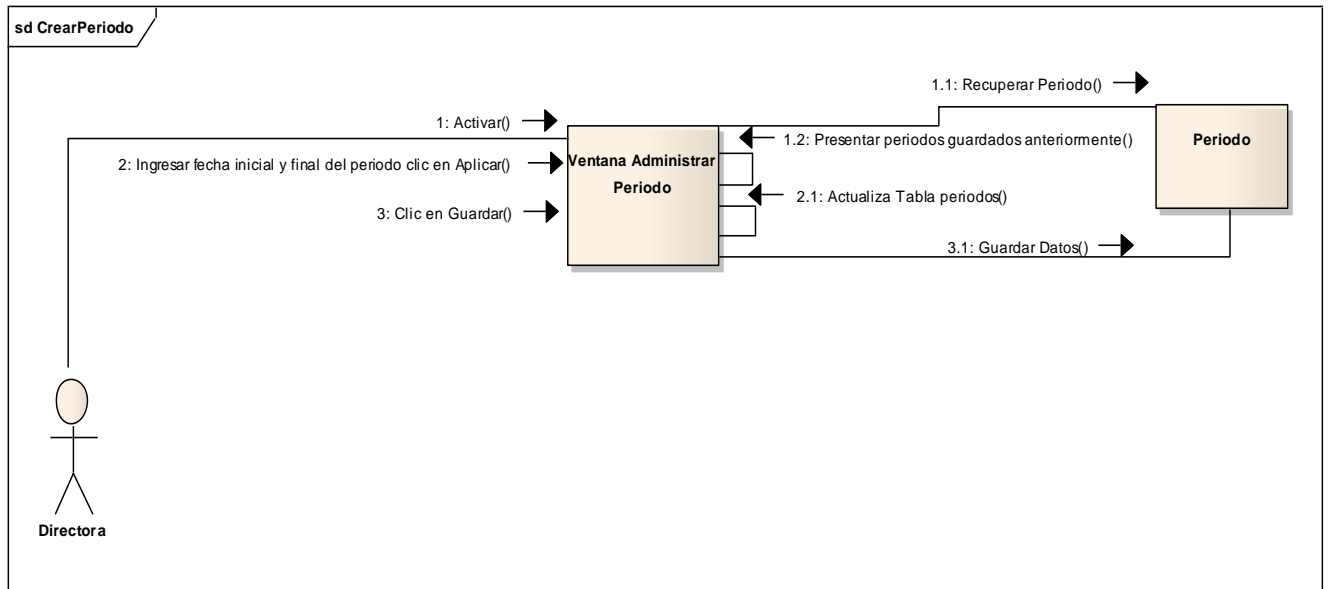 sd CrearPeriodo
1.1: Recuperar Periodo()
1: Activar()
1.2: Presentar periodos guardados anteriormente()
Periodo
2: Ingresar fecha inicial y final del periodo clic en Aplicar()
Ventana Administrar
Periodo
2.1: Actualiza Tabla periodos()
3: Clic en Guardar()
3.1: Guardar Datos()
Directora